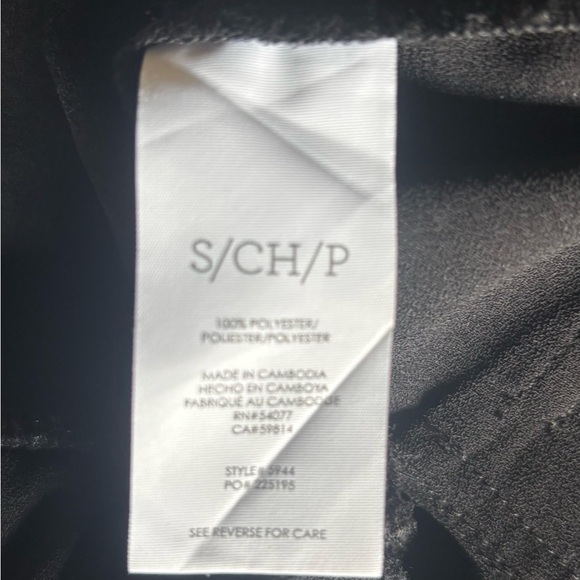 S/CH/P
100% POLYESTER/
POLIESTER/POLYESTER
MADE IN CAMBODIA
HECHO EN CAMBOYA
FABRIQUÉ AU CAMBODGE
RN#54077
CA#59814
STYLE# 5944
PO# 225195
SEE REVERSE FOR CARE